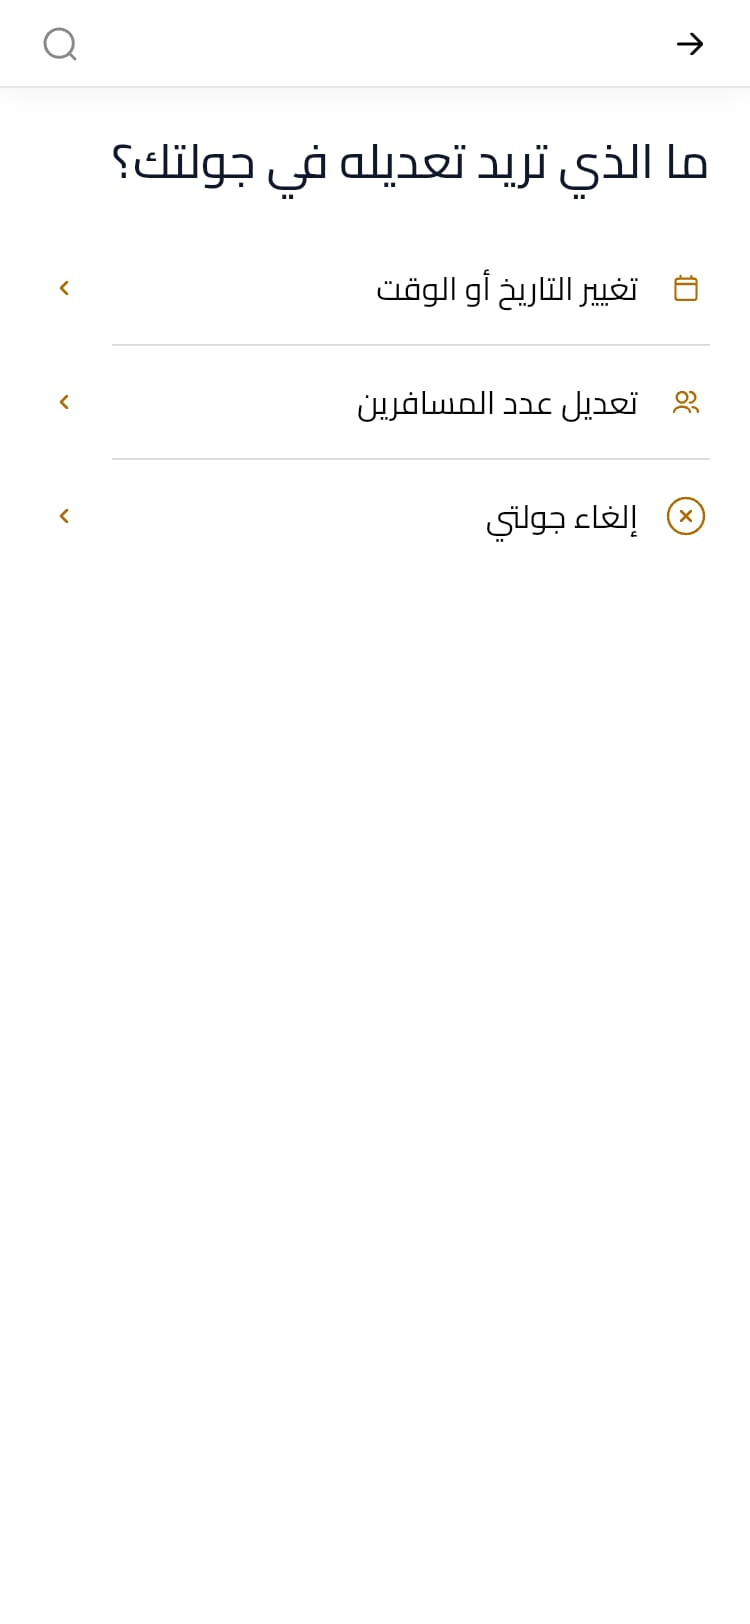 ما الذي تريد تعديله في جولتك؟
تغيير التاريخ أو الوقت
تعديل عدد المسافرين
إلغاء جولتي